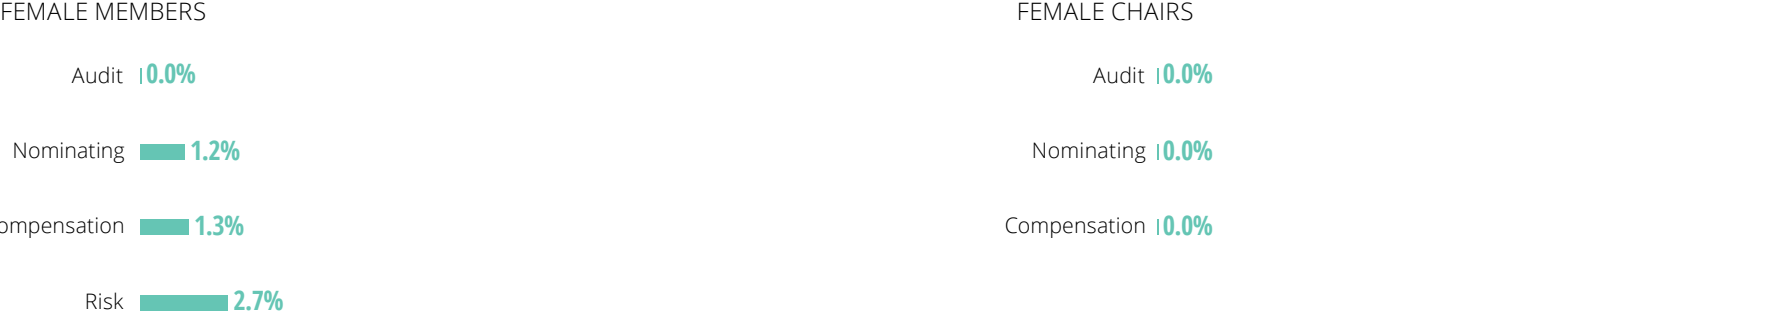 FEMALE MEMBERS
Audit 0.0%
Nominating 1.2%
ompensation 1.3%
Risk 2.7%
FEMALE CHAIRS
Audit 0.0%
Nominating 0.0%
Compensation 0.0%